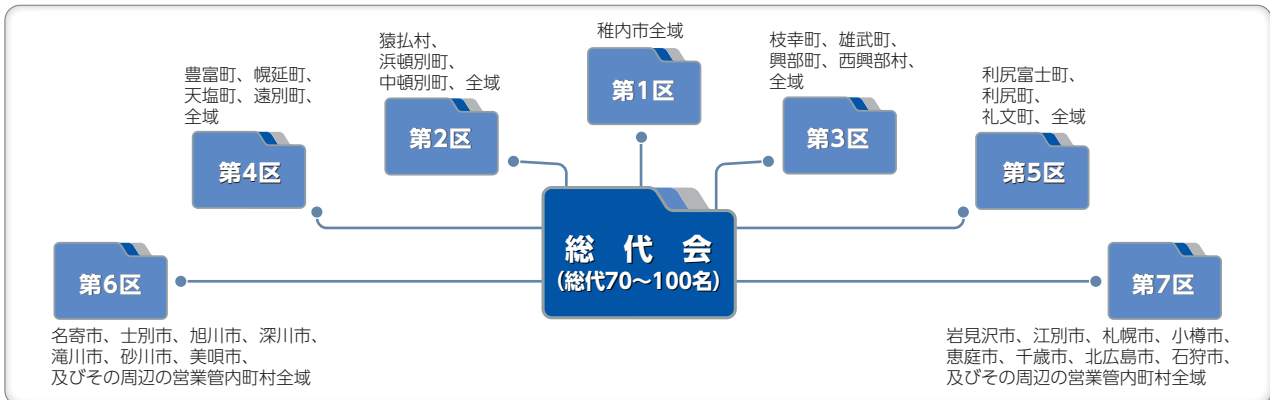 稚内市全域
第1区
猿払村、
浜頓別町、
中頓別町、全域
第2区
枝幸町、雄武町、
興部町、西興部村、
全域
第3区
豊富町、幌延町、
天塩町、遠別町、
全域
第4区
利尻富士町、
利尻町、
礼文町、全域
第5区
総代会
(総代70〜100名)
第6区
名寄市、士別市、旭川市、深川市、
滝川市、砂川市、美唄市、
及びその周辺の営業管内町村全域
第7区
岩見沢市、江別市、札幌市、小樽市、
恵庭市、千歳市、北広島市、石狩市、
及びその周辺の営業管内町村全域